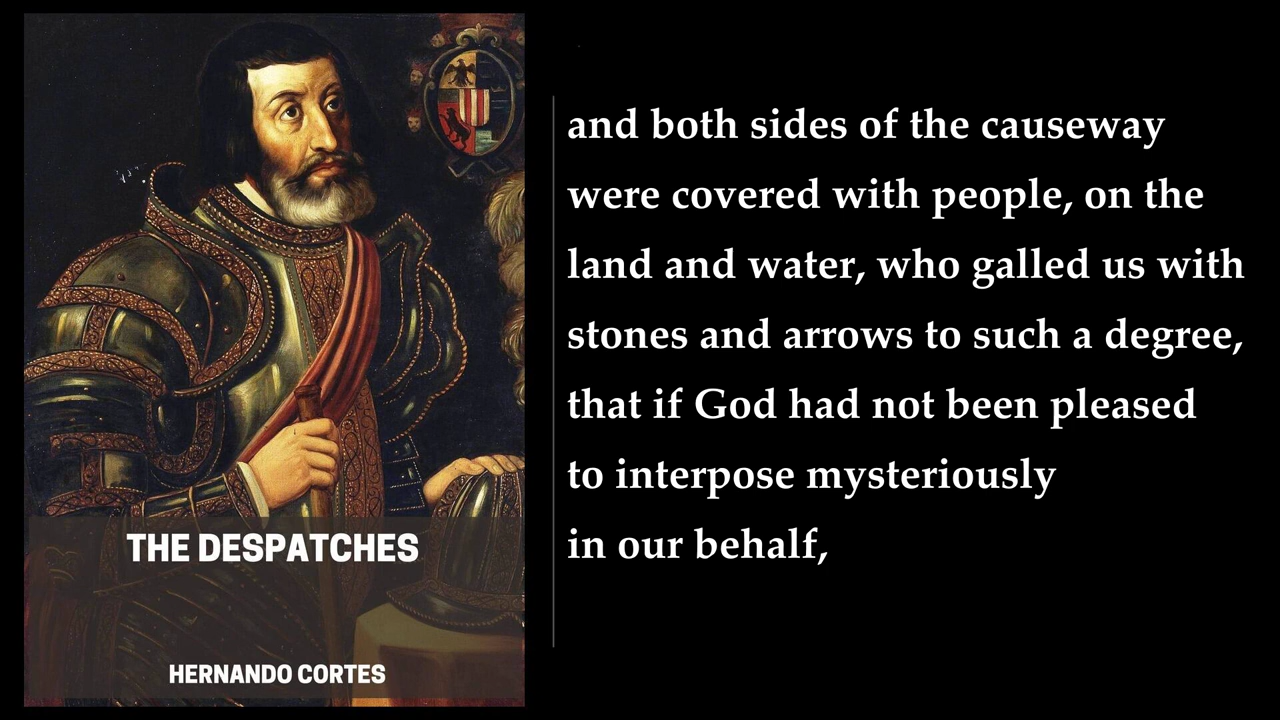 THE DESPATCHES
HERNANDO CORTES
and both sides of the causeway
were covered with people, on the
land and water, who galled us with
stones and arrows to such a degree,
that if God had not been pleased
to interpose mysteriously
in our behalf,